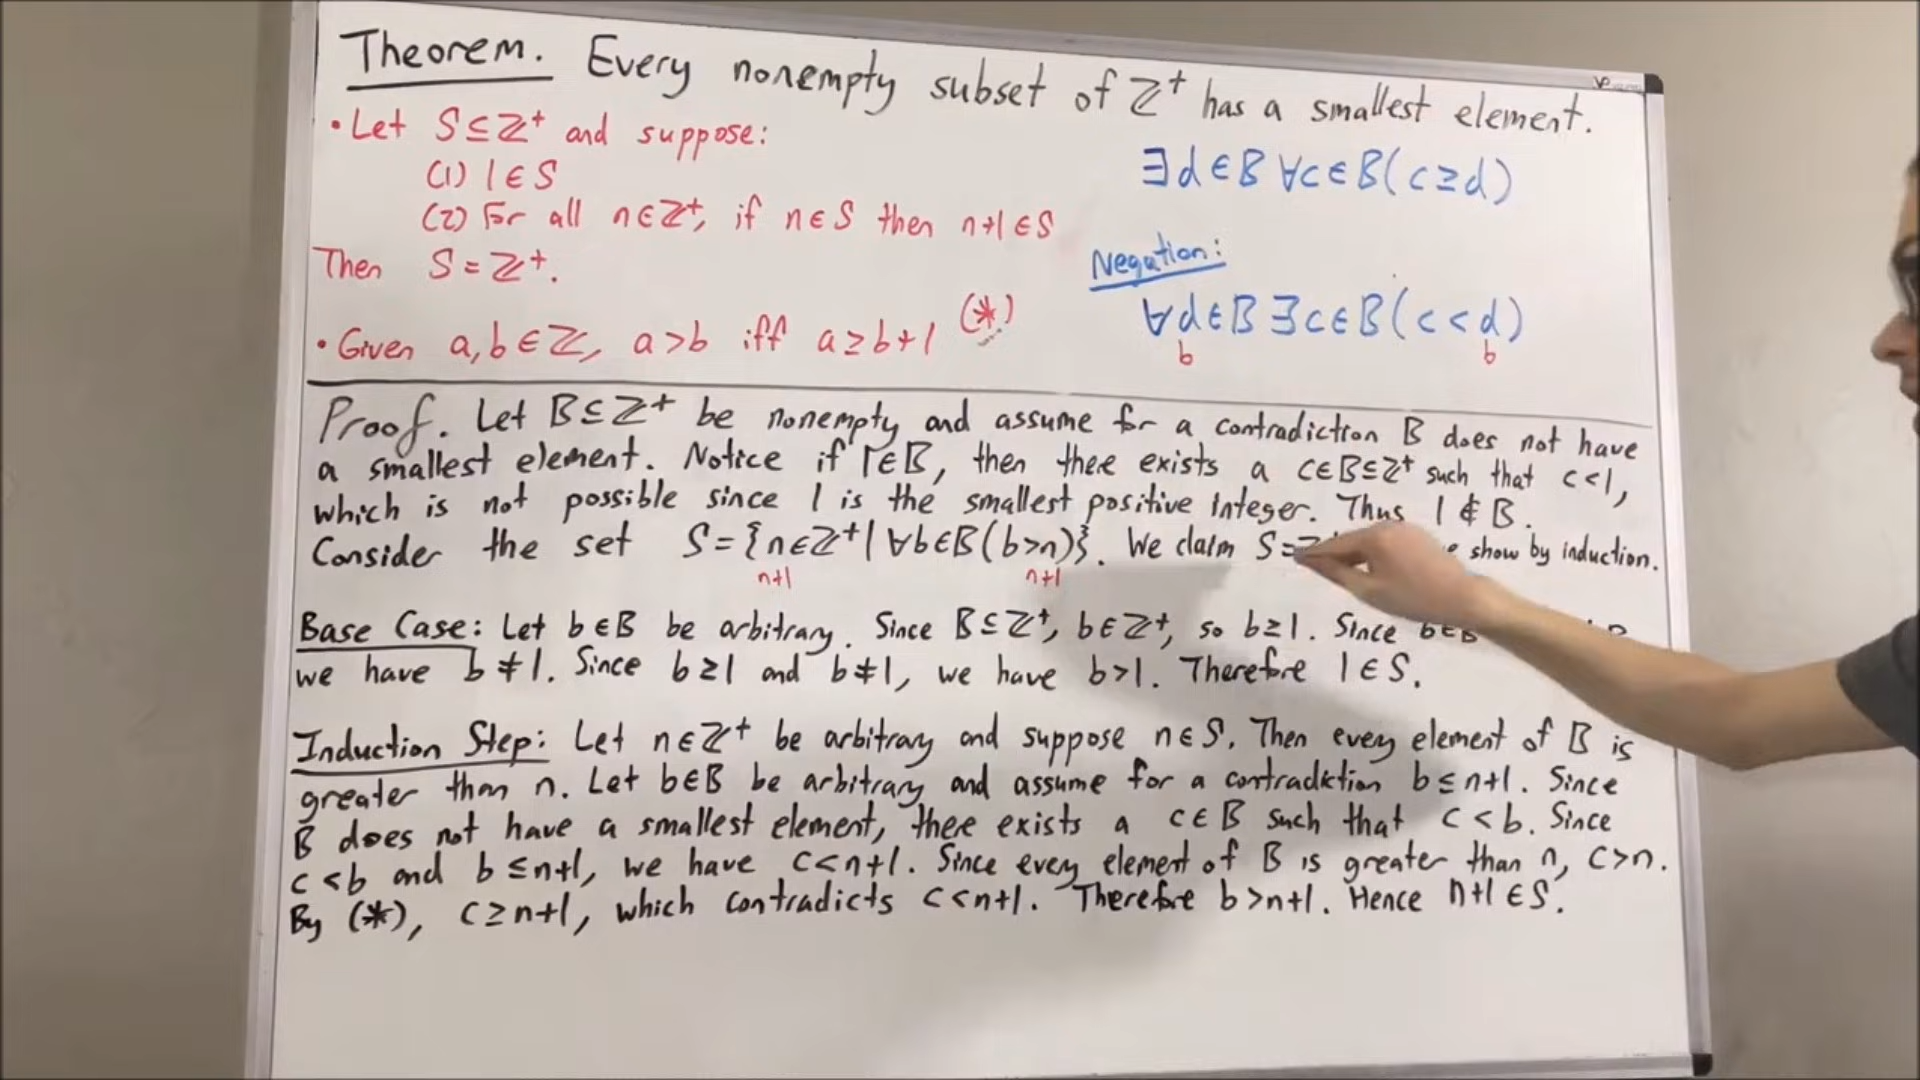 Theorem. Every nonempty subset of ℤ⁺ has a smallest element.
• Let S⊆ℤ⁺ and suppose:
(1) 1∈S
(2) For all n∈ℤ⁺, if n∈S then n+1∈S
Then S=ℤ⁺.
• Given a,b∈ℤ, a>b iff a≥b+1 (*)
∃d∈B ∀c∈B(c≥d)
Negation:
∀d∈B ∃c∈B(c<d)
b b
Proof. Let B⊆ℤ⁺ be nonempty and assume for a contradiction B does not have
a smallest element. Notice if 1∈B, then there exists a c∈B⊆ℤ⁺ such that c<1,
which is not possible since 1 is the smallest positive integer. Thus 1∉B.
Consider the set S={n∈ℤ⁺| ∀b∈B(b>n)}. We claim S= show by induction.
n+1 n+1
Base Case: Let b∈B be arbitrary. Since B⊆ℤ⁺, b∈ℤ⁺, so b≥1. Since b∈B
we have b≠1. Since b≥1 and b≠1, we have b>1. Therefore 1∈S.
Induction Step: Let n∈ℤ⁺ be arbitrary and suppose n∈S. Then every element of B is
greater than n. Let b∈B be arbitrary and assume for a contradiction b≤n+1. Since
B does not have a smallest element, there exists a c∈B such that c<b. Since
c<b and b≤n+1, we have c<n+1. Since every element of B is greater than n, c>n.
By (*), c≥n+1, which contradicts c<n+1. Therefore b>n+1. Hence n+1∈S.